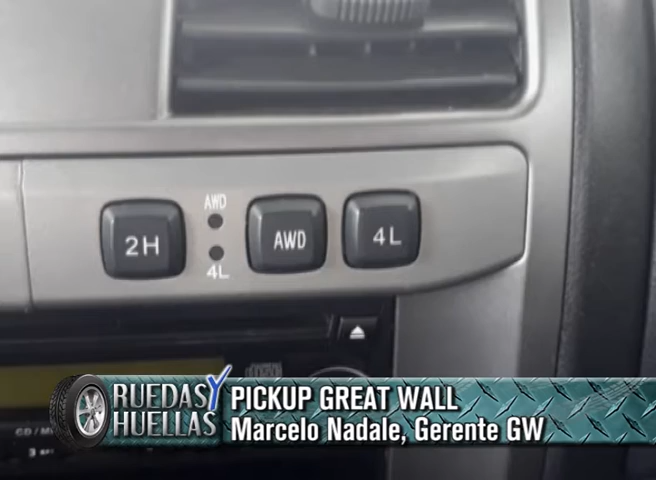 AWD
2H
AWD
4L
4L
RUEDAS Y
HUELLAS
PICKUP GREAT WALL
Marcelo Nadale, Gerente GW